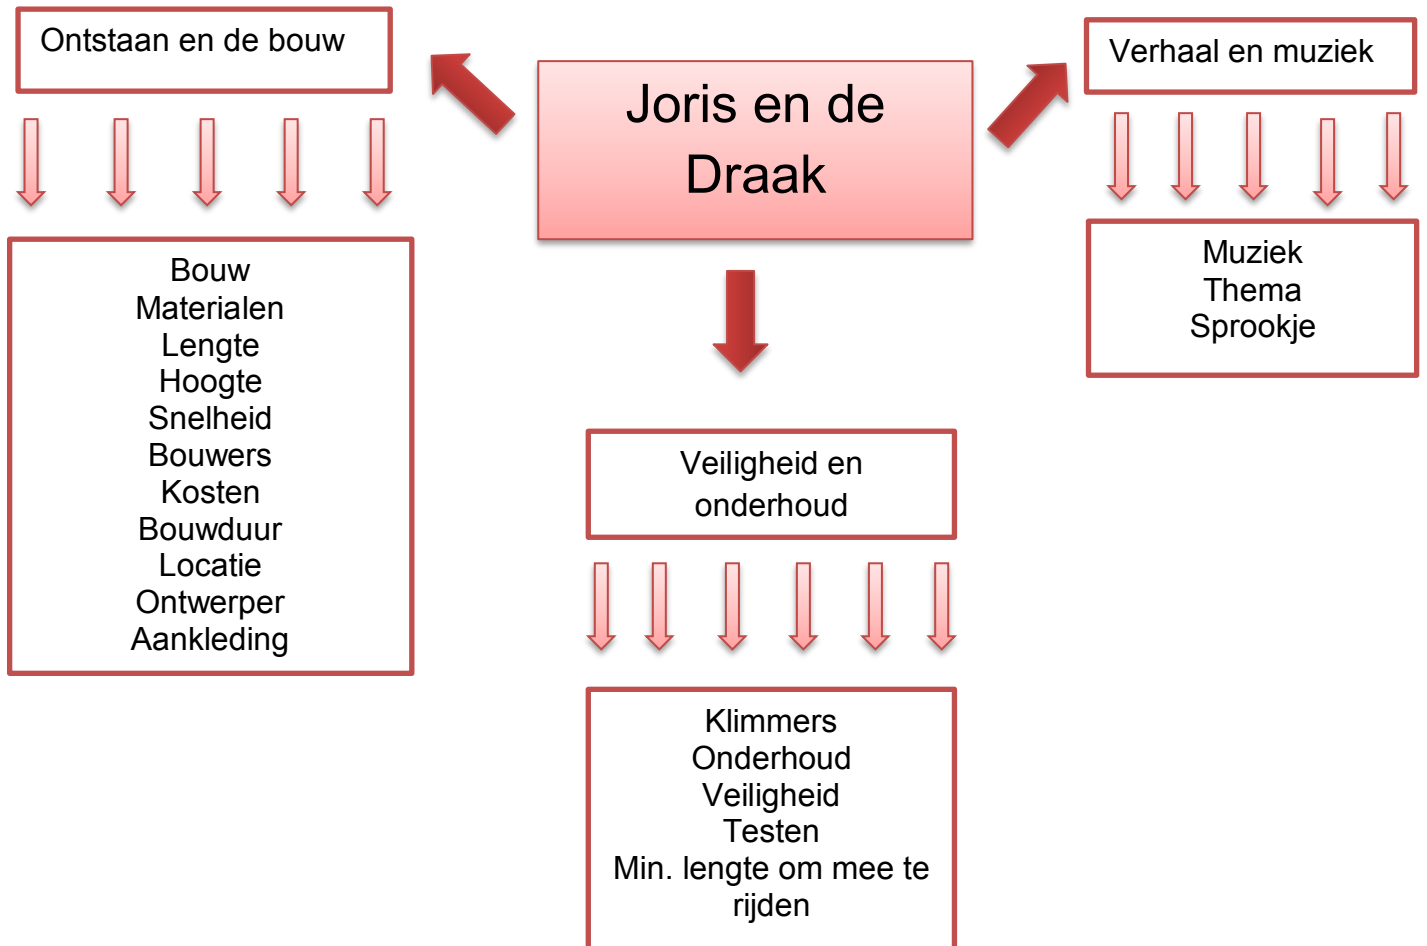 Ontstaan en de bouw
Joris en de
Draak
Verhaal en muziek
Bouw
Materialen
Lengte
Hoogte
Snelheid
Bouwers
Kosten
Bouwduur
Locatie
Ontwerper
Aankleding
Muziek
Thema
Sprookje
Veiligheid en
onderhoud
Klimmers
Onderhoud
Veiligheid
Testen
Min. lengte om mee te
rijden